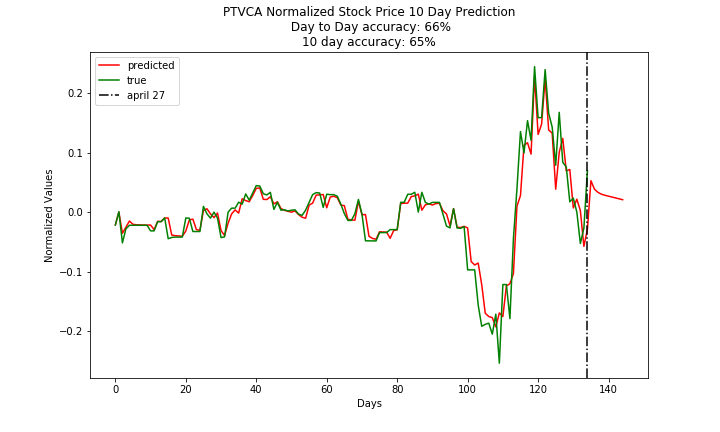 PTVCA Normalized Stock Price 10 Day Prediction
Day to Day accuracy: 66%
10 day accuracy: 65%
predicted
true
april 27
0.2
0.1
0.0
−0.1
−0.2
Normalized Values
0 20 40 60 80 100 120 140
Days